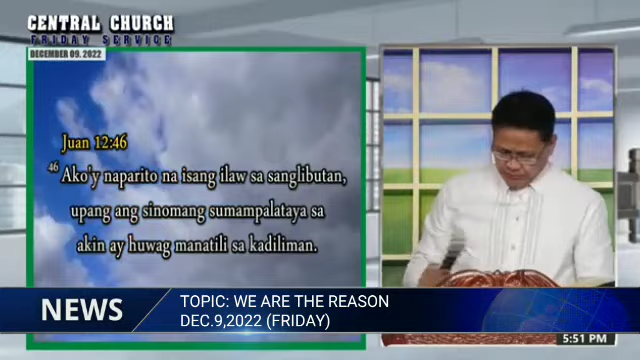 CENTRAL CHURCH
FRIDAY SERVICE
DECEMBER 09. 2022
Juan 12:46
46 Ako'y naparito na isang ilaw sa sanglibutan,
upang ang sinomang sumampalataya sa
akin ay huwag manatili sa kadiliman.
NEWS
TOPIC: WE ARE THE REASON
DEC.9,2022 (FRIDAY)
5:51 PM